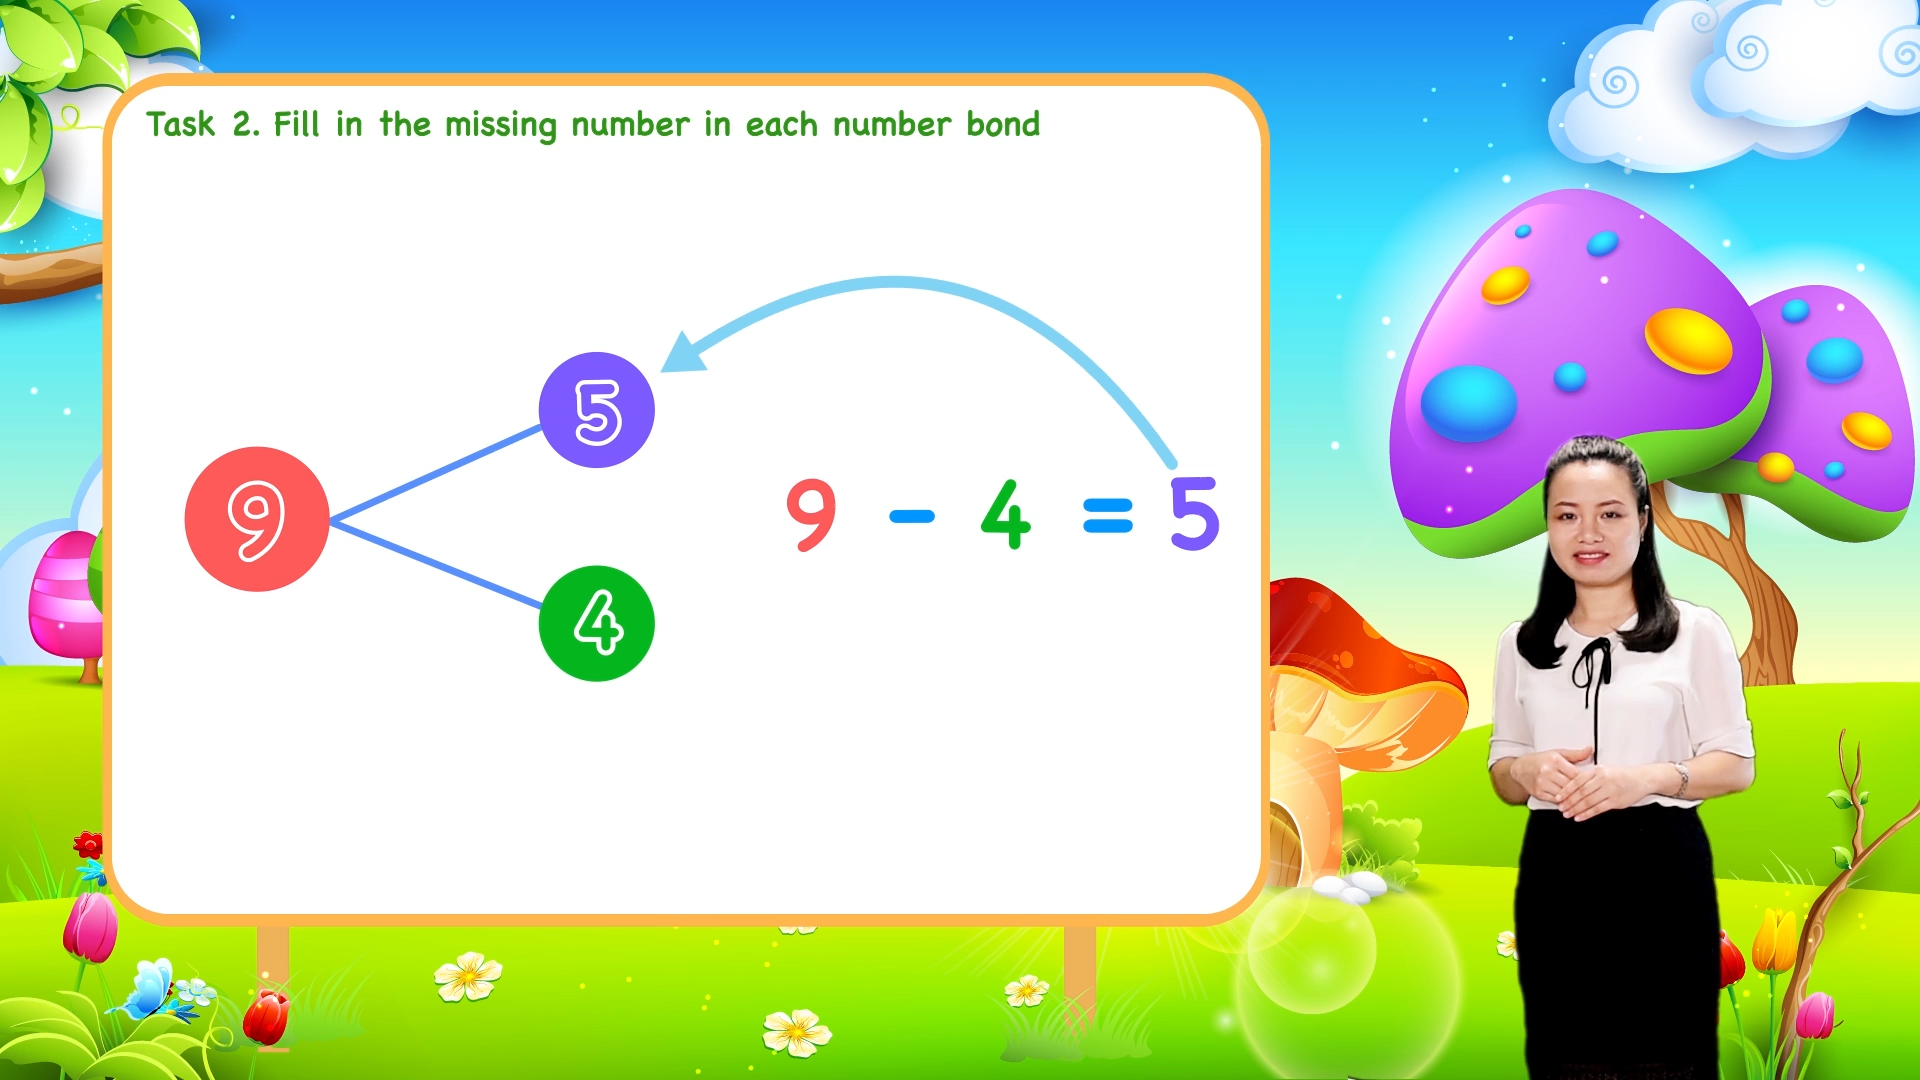 Task 2. Fill in the missing number in each number bond
5
9
4
9 - 4 = 5